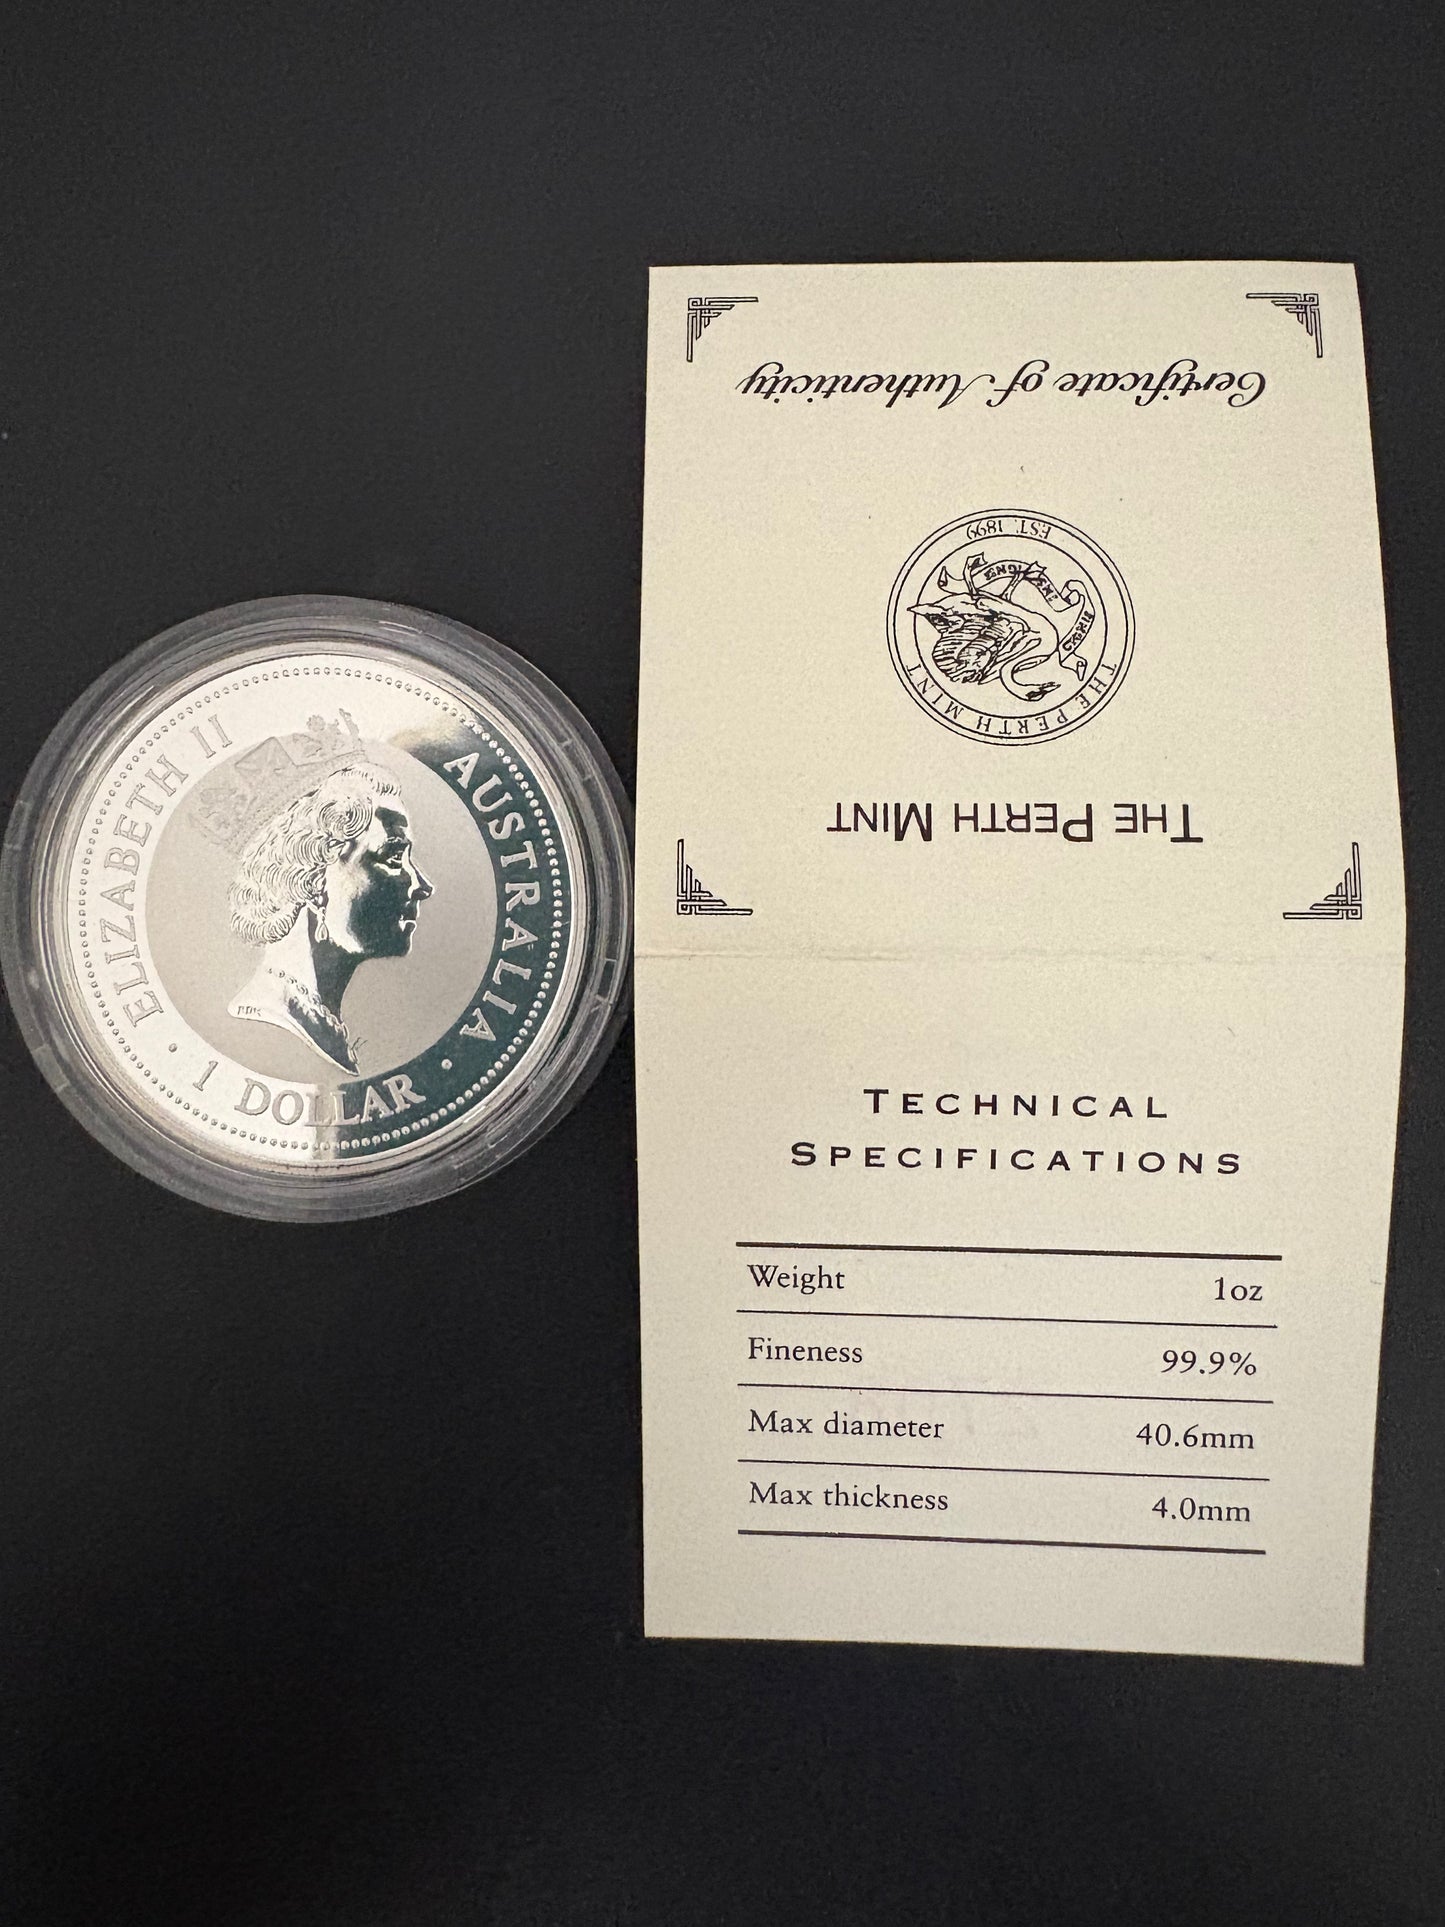 ELIZABETH II
AUSTRALIA
· 1 DOLLAR ·
RDM
Certificate of Authenticity
EST. 1899
THE PERTH MINT
THE PERTH MINT
TECHNICAL
SPECIFICATIONS
Weight 1oz
Fineness 99.9%
Max diameter 40.6mm
Max thickness 4.0mm